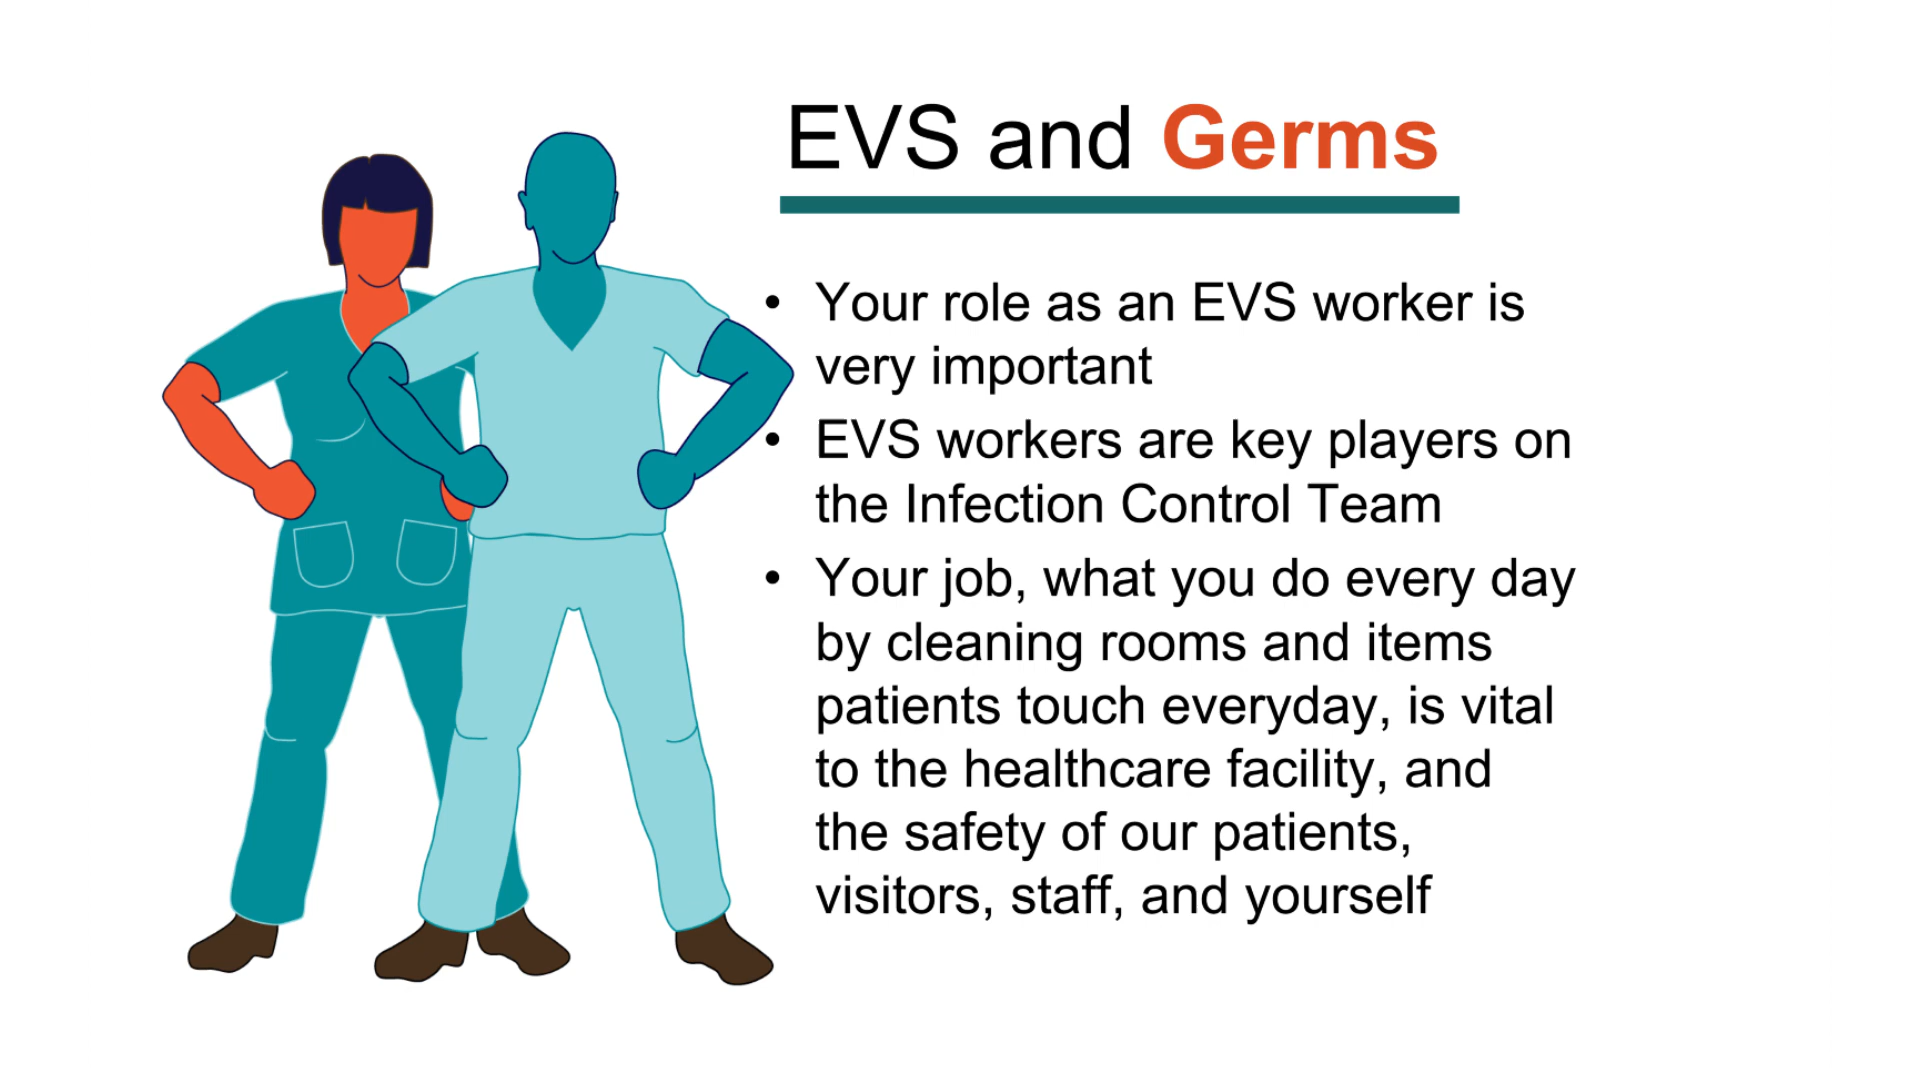 EVS and Germs
• Your role as an EVS worker is
very important
• EVS workers are key players on
the Infection Control Team
• Your job, what you do every day
by cleaning rooms and items
patients touch everyday, is vital
to the healthcare facility, and
the safety of our patients,
visitors, staff, and yourself